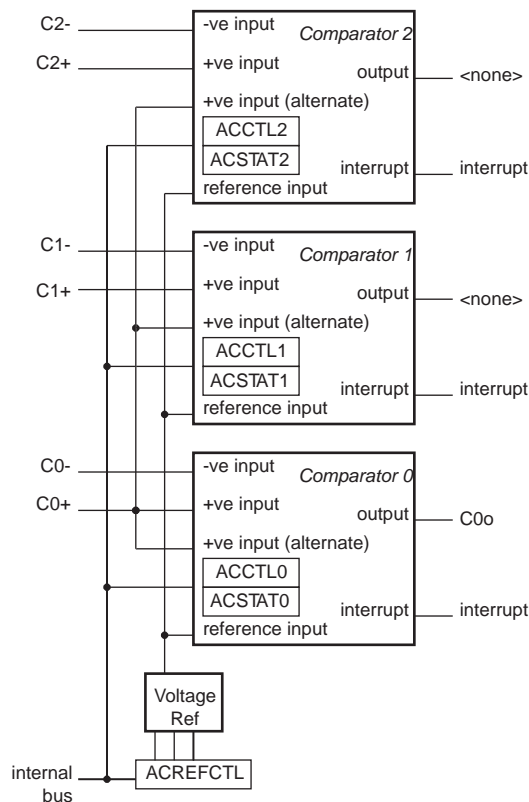 C2-
-ve input
Comparator 2
C2+
+ve input
output
<none>
+ve input (alternate)
ACCTL2
ACSTAT2
interrupt
interrupt
reference input
C1-
-ve input
Comparator 1
C1+
+ve input
output
<none>
+ve input (alternate)
ACCTL1
ACSTAT1
interrupt
interrupt
reference input
C0-
-ve input
Comparator 0
C0+
+ve input
output
C0o
+ve input (alternate)
ACCTL0
ACSTAT0
interrupt
interrupt
reference input
Voltage
Ref
internal
bus
ACREFCTL